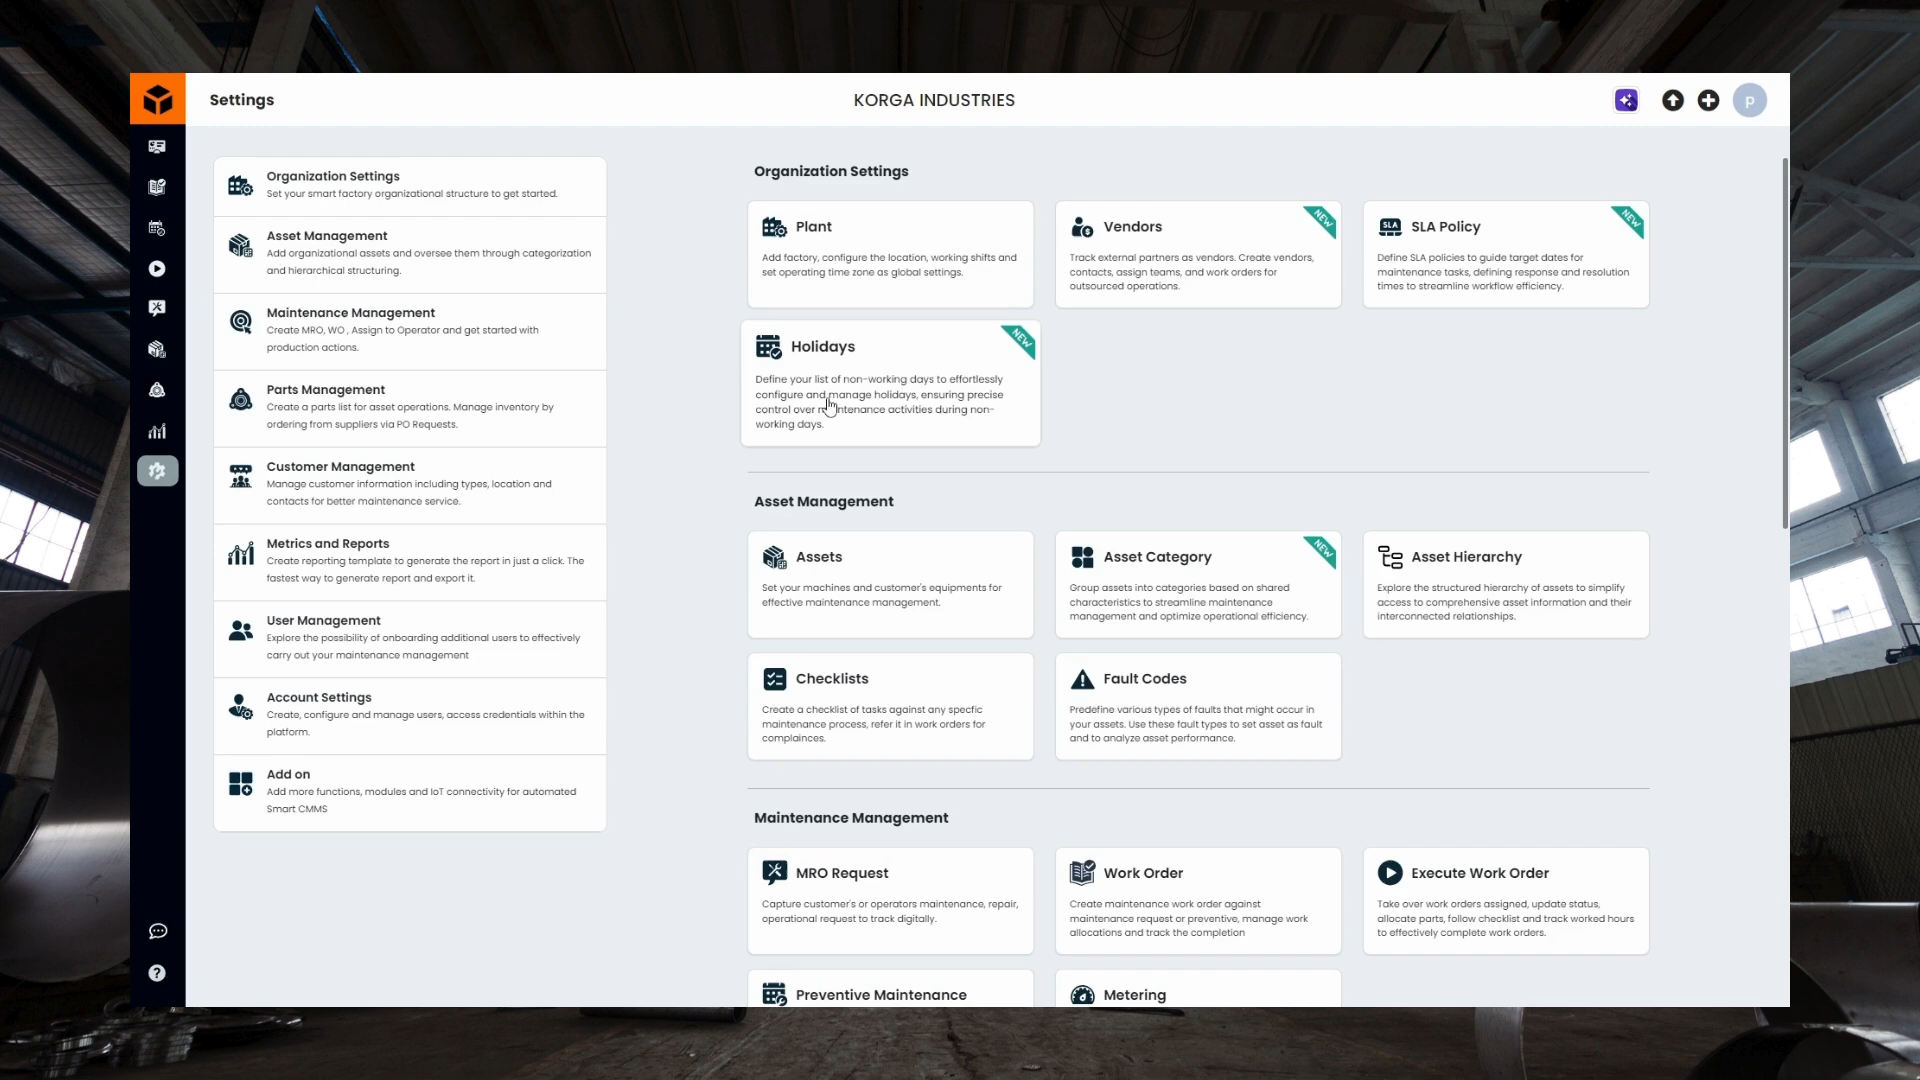 Settings
KORGA INDUSTRIES
p
Organization Settings
Set your smart factory organizational structure to get started.
Asset Management
Add organizational assets and oversee them through categorization
and hierarchical structuring.
Maintenance Management
Create MRO, WO , Assign to Operator and get started with
production actions.
Parts Management
Create a parts list for asset operations. Manage inventory by
ordering from suppliers via PO Requests.
Customer Management
Manage customer information including types, location and
contacts for better maintenance service.
Metrics and Reports
Create reporting template to generate the report in just a click. The
fastest way to generate report and export it.
User Management
Explore the possibility of onboarding additional users to effectively
carry out your maintenance management
Account Settings
Create, configure and manage users, access credentials within the
platform.
Add on
Add more functions, modules and IoT connectivity for automated
Smart CMMS
Organization Settings
Plant
Add factory, configure the location, working shifts and
set operating time zone as global settings.
Vendors
NEW
Track external partners as vendors. Create vendors,
contacts, assign teams, and work orders for
outsourced operations.
SLA
SLA Policy
NEW
Define SLA policies to guide target dates for
maintenance tasks, defining response and resolution
times to streamline workflow efficiency.
Holidays
NEW
Define your list of non-working days to effortlessly
configure and manage holidays, ensuring precise
control over maintenance activities during non-
working days.
Asset Management
Assets
Set your machines and customer's equipments for
effective maintenance management.
Asset Category
NEW
Group assets into categories based on shared
characteristics to streamline maintenance
management and optimize operational efficiency.
Asset Hierarchy
Explore the structured hierarchy of assets to simplify
access to comprehensive asset information and their
interconnected relationships.
Checklists
Create a checklist of tasks against any specfic
maintenance process, refer it in work orders for
complainces.
Fault Codes
Predefine various types of faults that might occur in
your assets. Use these fault types to set asset as fault
and to analyze asset performance.
Maintenance Management
MRO Request
Capture customer's or operators maintenance, repair,
operational request to track digitally.
Work Order
Create maintenance work order against
maintenance request or preventive, manage work
allocations and track the completion
Execute Work Order
Take over work orders assigned, update status,
allocate parts, follow checklist and track worked hours
to effectively complete work orders.
Preventive Maintenance
Metering